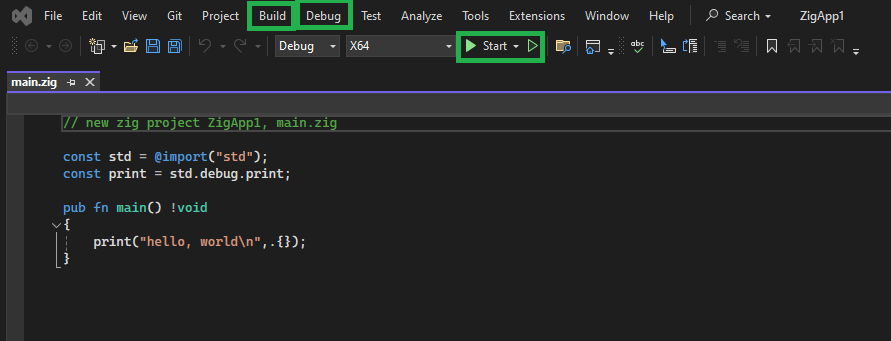 File Edit View Git Project Build Debug Test Analyze Tools Extensions Window Help Search ZigApp1
Debug X64 Start abc
main.zig
// new zig project ZigApp1, main.zig
const std = @import("std");
const print = std.debug.print;
pub fn main() !void
{
print("hello, world\n",.{});
}